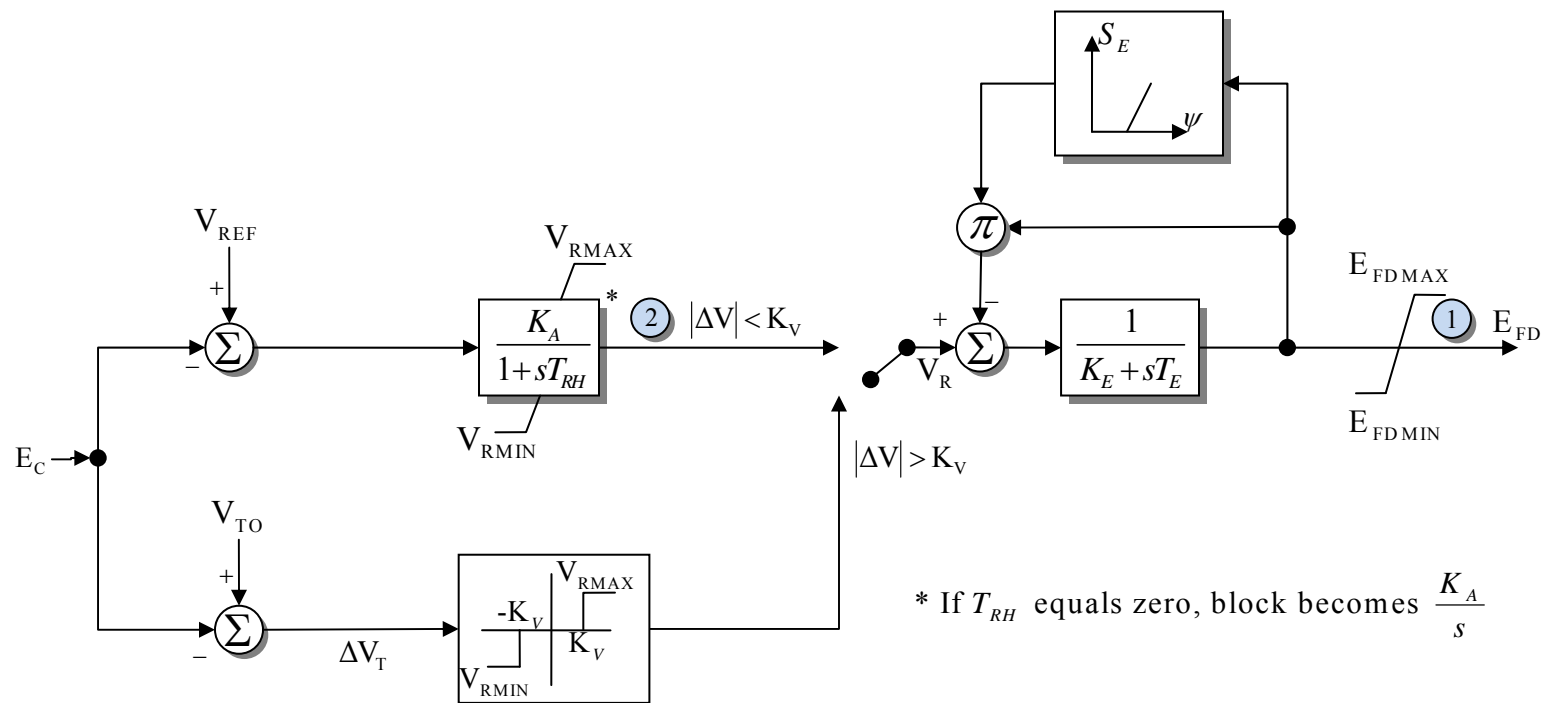 S_E
ψ
π
V_REF
+
−
Σ
V_RMAX
K_A
1+sT_RH
*
V_RMIN
2
|ΔV| < K_V
+
−
V_R
Σ
1
K_E + sT_E
E_FDMAX
1
E_FD
E_FDMIN
E_C
|ΔV| > K_V
V_TO
+
−
Σ
ΔV_T
V_RMAX
-K_V
K_V
V_RMIN
* If T_RH equals zero, block becomes K_A / s